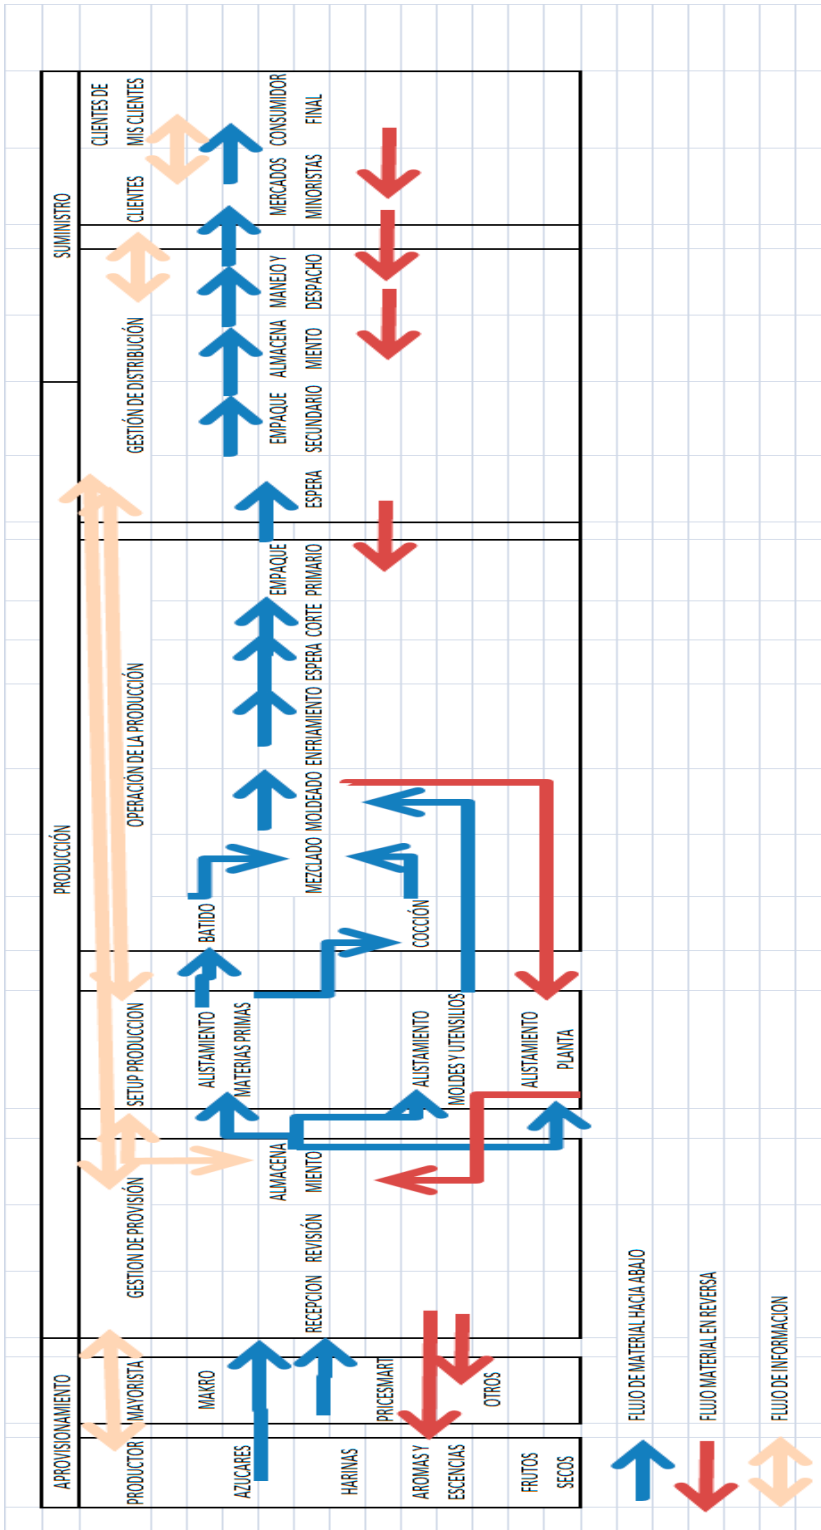 APROVISIONAMIENTO
PRODUCCIÓN
SUMINISTRO
PRODUCTOR
MAYORISTA
GESTION DE PROVISIÓN
SETUP PRODUCCION
OPERACIÓN DE LA PRODUCCIÓN
GESTIÓN DE DISTRIBUCIÓN
CLIENTES
CLIENTES DE
MIS CLIENTES
AZUCARES
HARINAS
AROMAS Y
ESCENCIAS
FRUTOS
SECOS
MAKRO
PRICESMART
OTROS
RECEPCION
REVISIÓN
ALMACENA
MIENTO
ALISTAMIENTO
MATERIAS PRIMAS
ALISTAMIENTO
MOLDES Y UTENSILIOS
ALISTAMIENTO
PLANTA
BATIDO
COCCIÓN
MEZCLADO
MOLDEADO
ENFRIAMIENTO
ESPERA
CORTE
EMPAQUE
PRIMARIO
ESPERA
EMPAQUE
SECUNDARIO
ALMACENA
MIENTO
MANEJO Y
DESPACHO
MERCADOS
MINORISTAS
CONSUMIDOR
FINAL
FLUJO DE MATERIAL HACIA ABAJO
FLUJO MATERIAL EN REVERSA
FLUJO DE INFORMACION